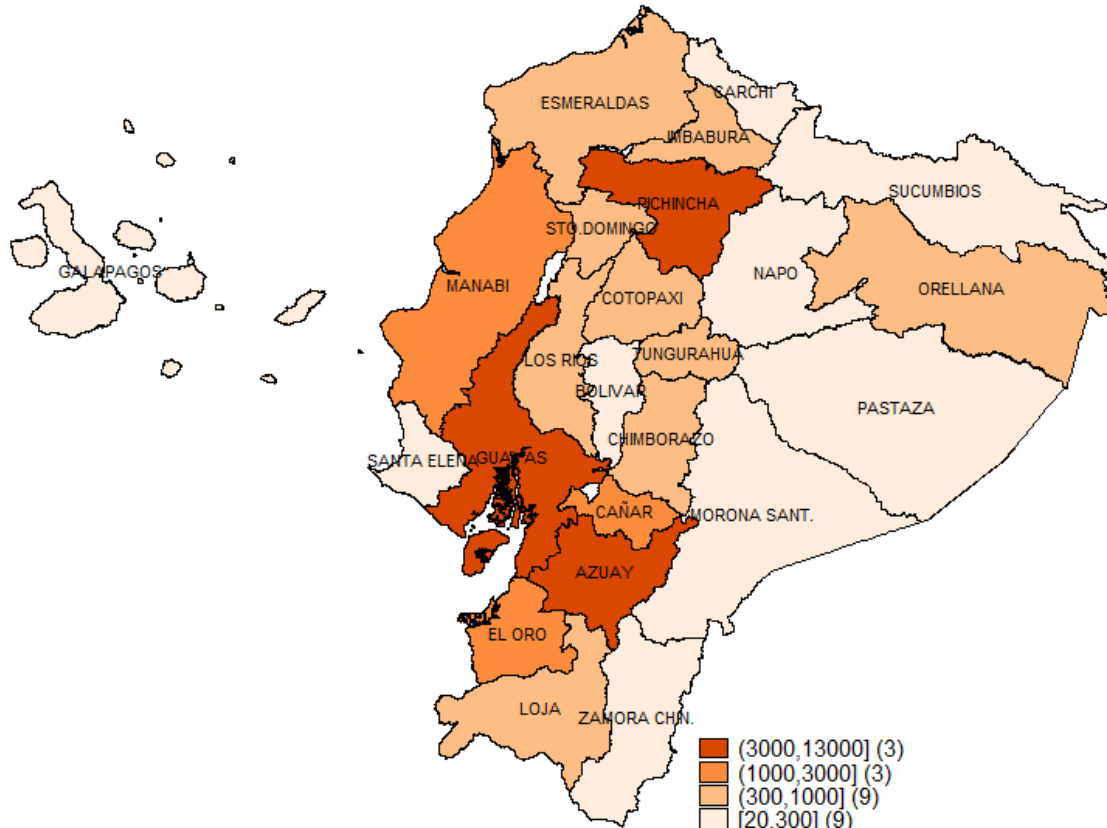 ESMERALDAS
CARCHI
IMBABURA
SUCUMBIOS
PICHINCHA
STO.DOMINGO
GALAPAGOS
MANABI
NAPO
ORELLANA
COTOPAXI
LOS RIOS
TUNGURAHUA
BOLIVAR
PASTAZA
CHIMBORAZO
SANTA ELENA
GUAYAS
CAÑAR
MORONA SANT.
AZUAY
EL ORO
LOJA
ZAMORA CHIN.
(3000,13000] (3)
(1000,3000] (3)
(300,1000] (9)
[20,300] (9)